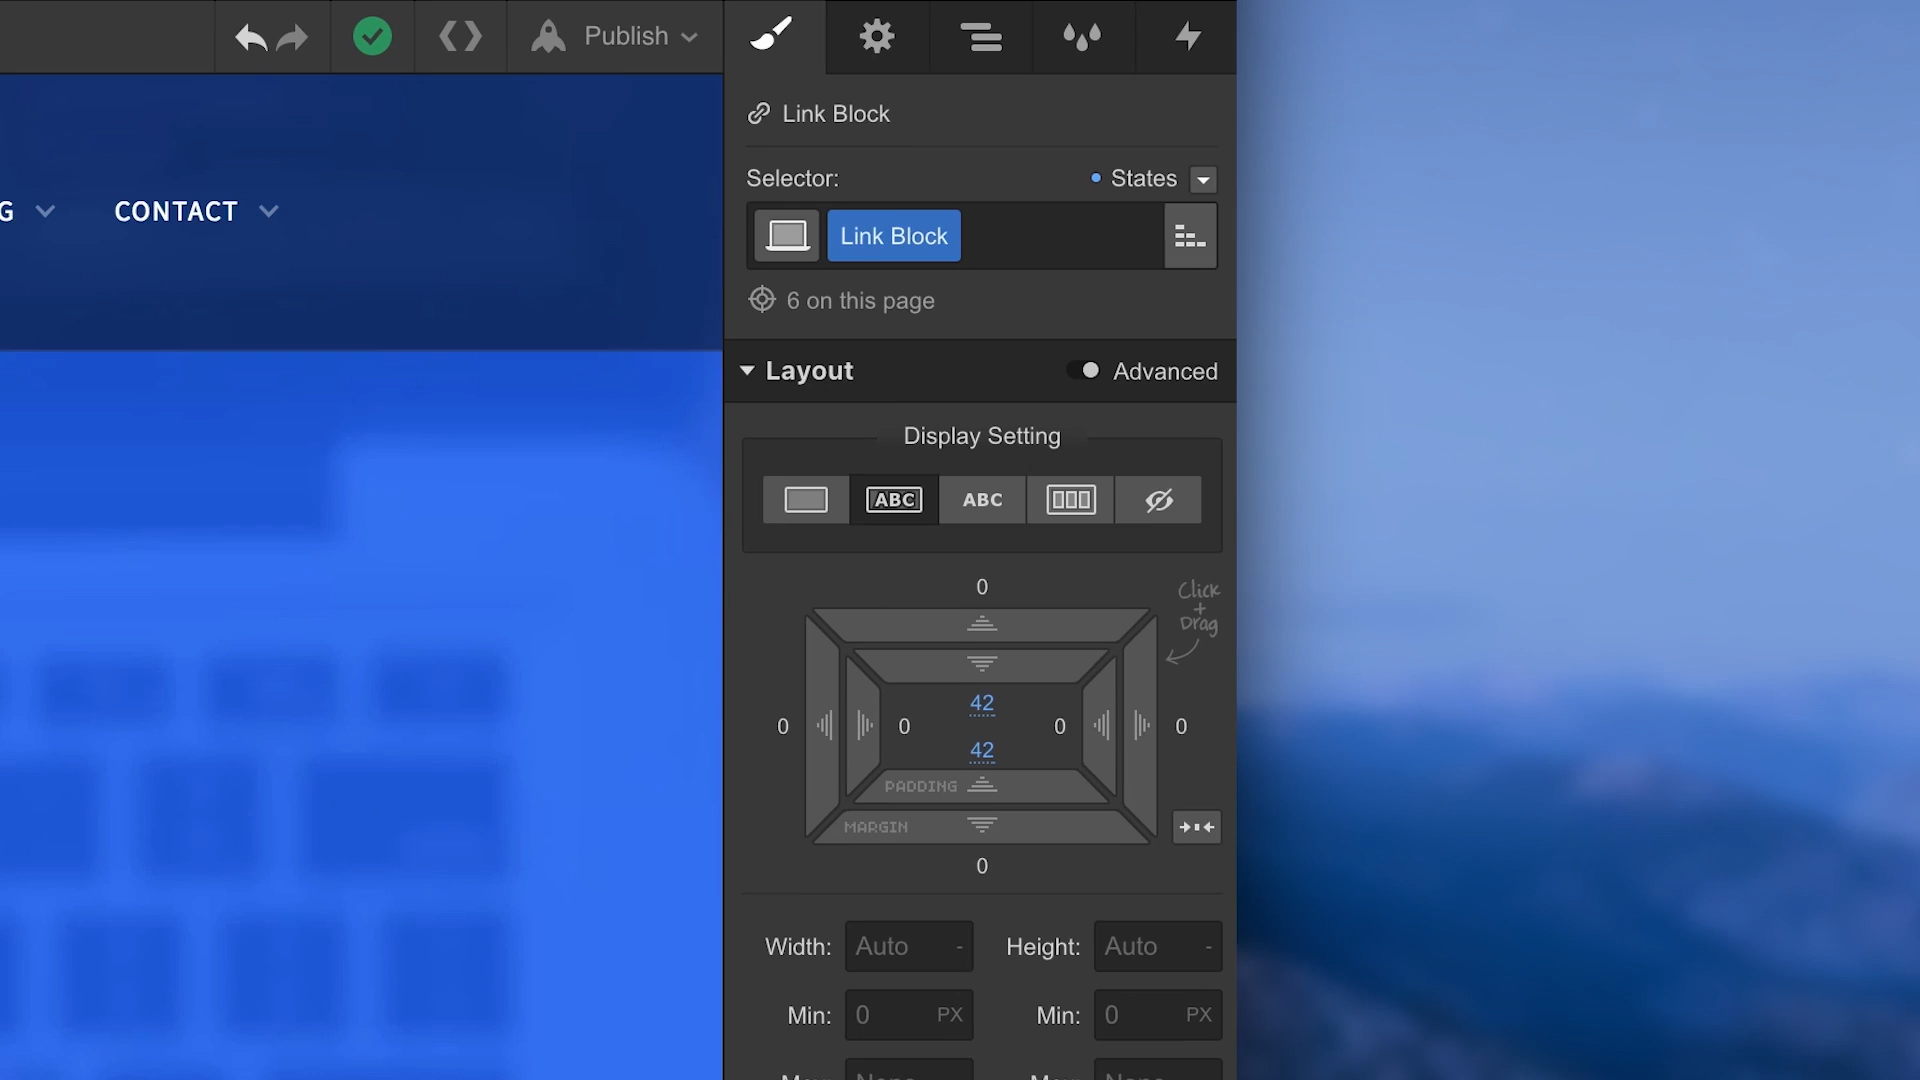 Publish
Link Block
G
CONTACT
Selector:
States
Link Block
6 on this page
Layout
Advanced
Display Setting
ABC
ABC
0
Click
+
Drag
42
0
0
0
0
42
PADDING
MARGIN
0
Width:
Auto
-
Height:
Auto
-
Min:
0
PX
Min:
0
PX